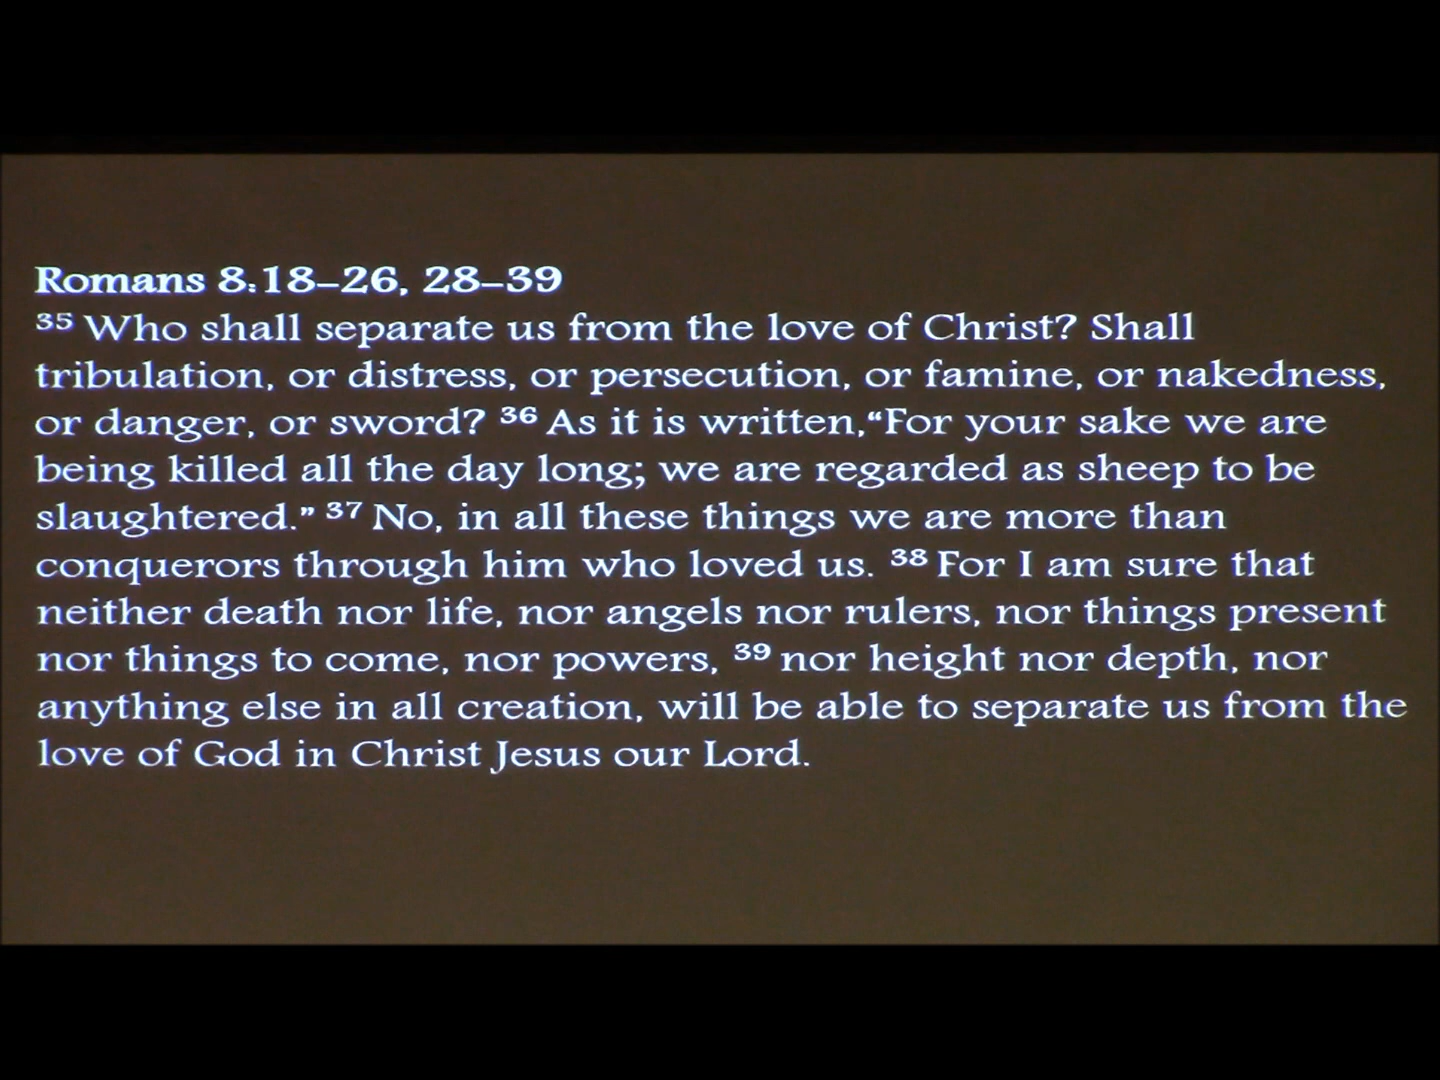 Romans 8:18–26, 28–39
35 Who shall separate us from the love of Christ? Shall
tribulation, or distress, or persecution, or famine, or nakedness,
or danger, or sword? 36 As it is written,“For your sake we are
being killed all the day long; we are regarded as sheep to be
slaughtered.” 37 No, in all these things we are more than
conquerors through him who loved us. 38 For I am sure that
neither death nor life, nor angels nor rulers, nor things present
nor things to come, nor powers, 39 nor height nor depth, nor
anything else in all creation, will be able to separate us from the
love of God in Christ Jesus our Lord.